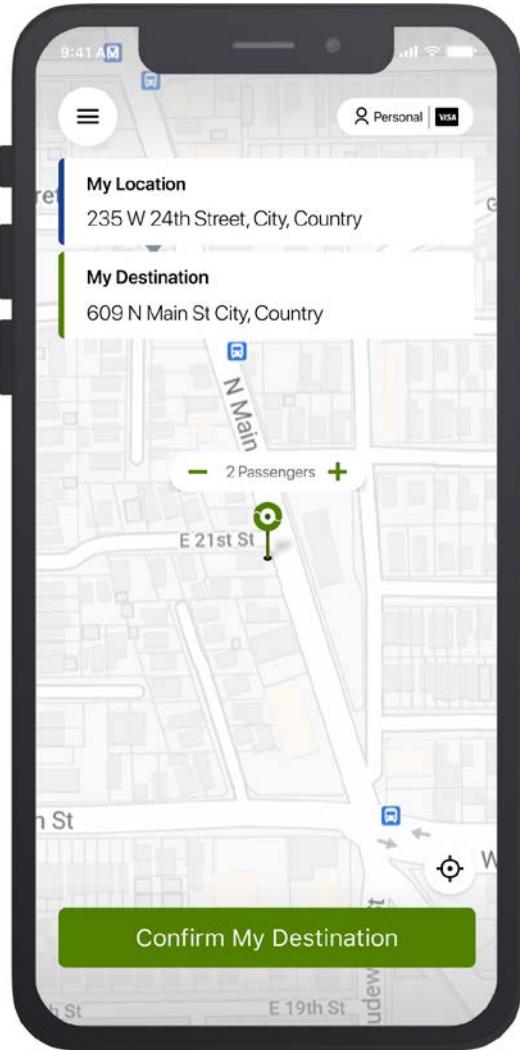 9:41 AM
Personal
VISA
My Location
235 W 24th Street, City, Country
My Destination
609 N Main St City, Country
N Main
2 Passengers
E 21st St
St
W
Confirm My Destination
St
E 19th St